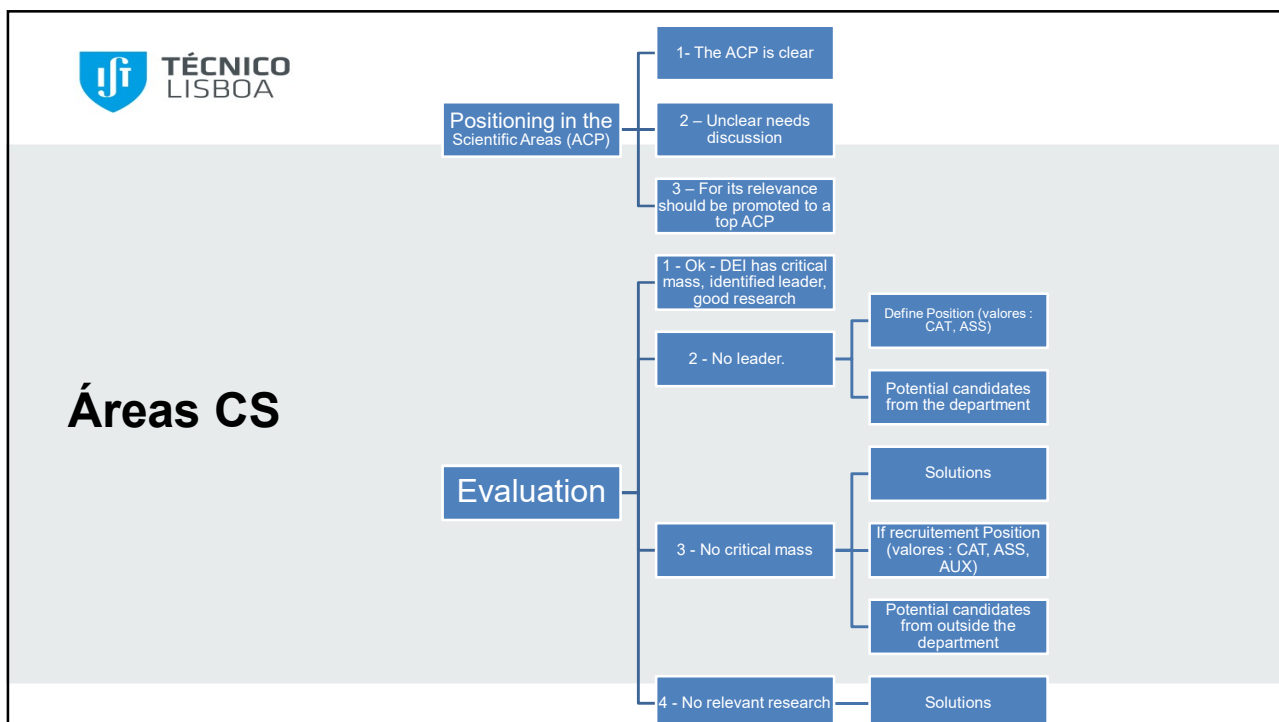 TÉCNICO
LISBOA
Positioning in the
Scientific Areas (ACP)
1- The ACP is clear
2 – Unclear needs
discussion
3 – For its relevance
should be promoted to a
top ACP
Áreas CS
Evaluation
1 - Ok - DEI has critical
mass, identified leader,
good research
2 - No leader.
Define Position (valores :
CAT, ASS)
Potential candidates
from the department
3 - No critical mass
Solutions
If recruitement Position
(valores : CAT, ASS,
AUX)
Potential candidates
from outside the
department
4 - No relevant research
Solutions